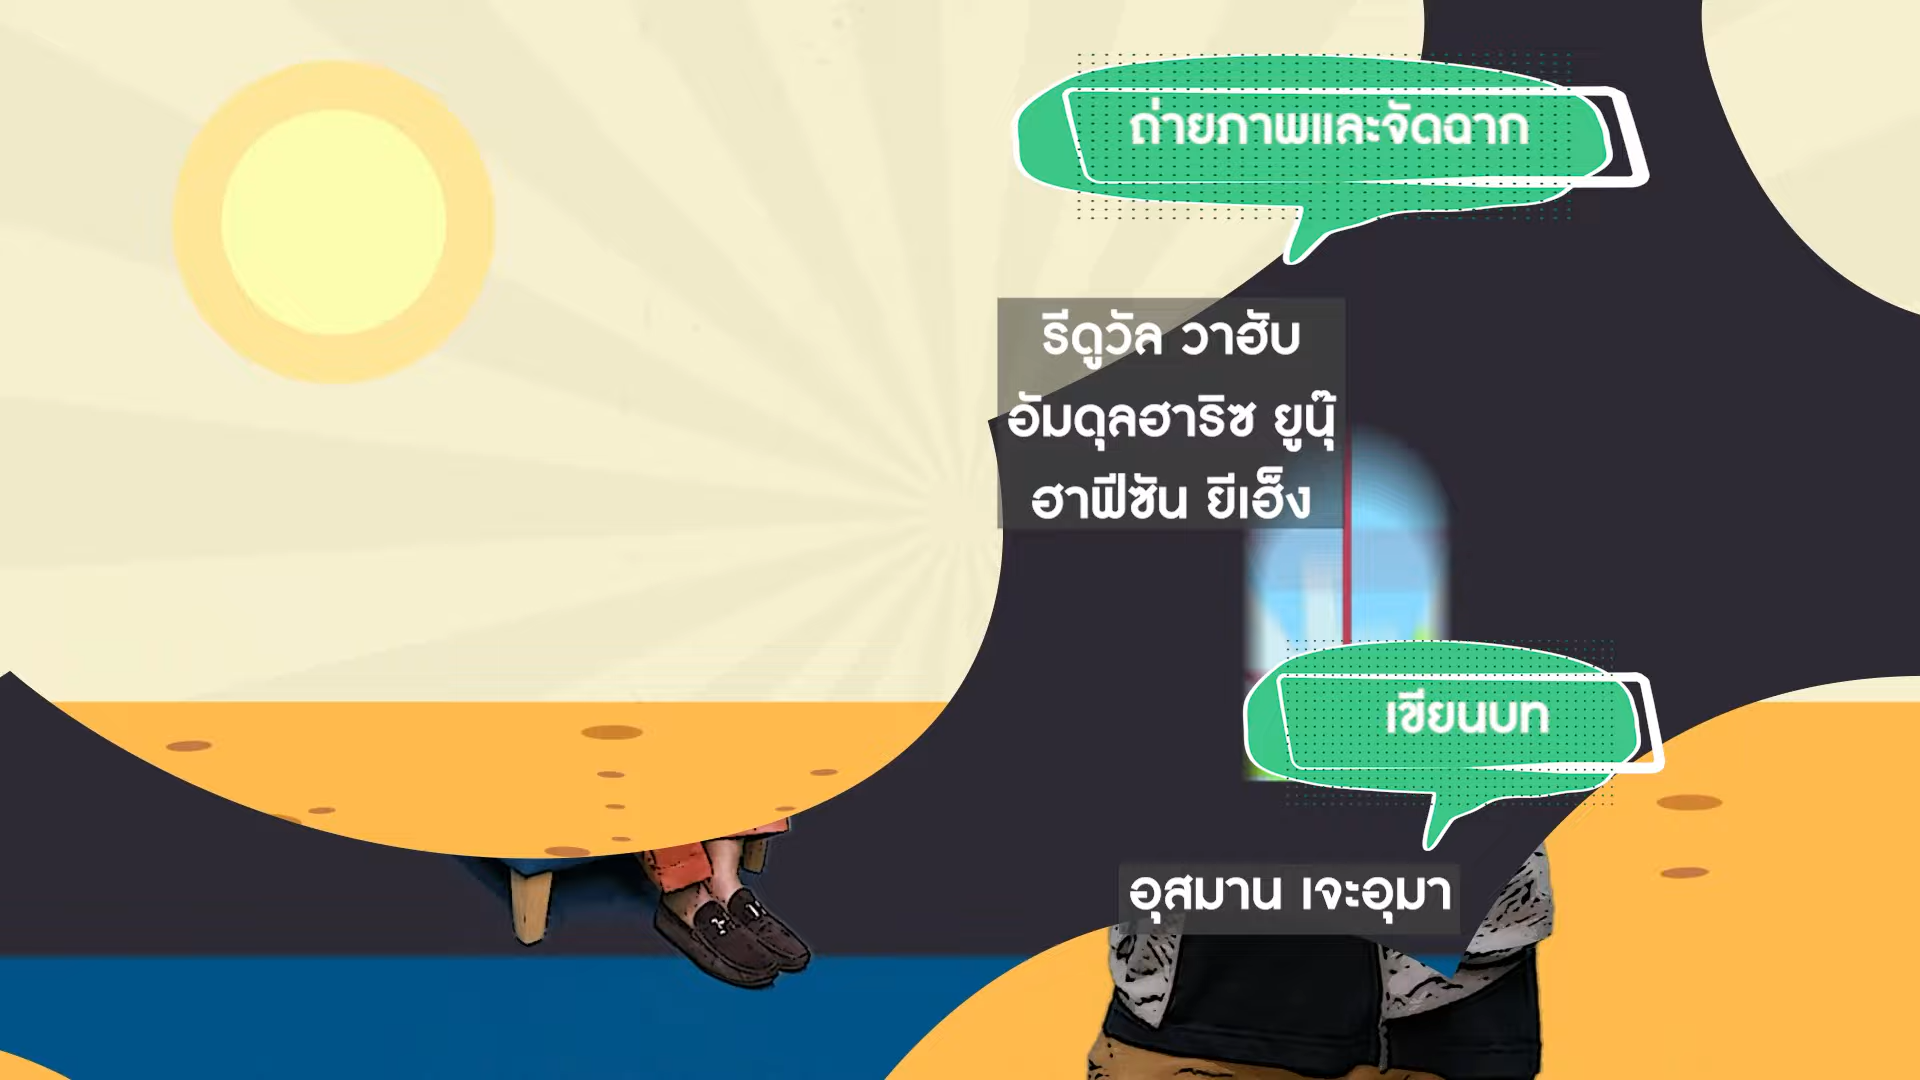 ถ่ายภาพและจัดฉาก
รีดูวัล วาฮับ
อัมดุลฮาริซ ยูนุ๊
ฮาฟีซัน ยีเฮ็ง
เขียนบท
อุสมาน เจะอุมา